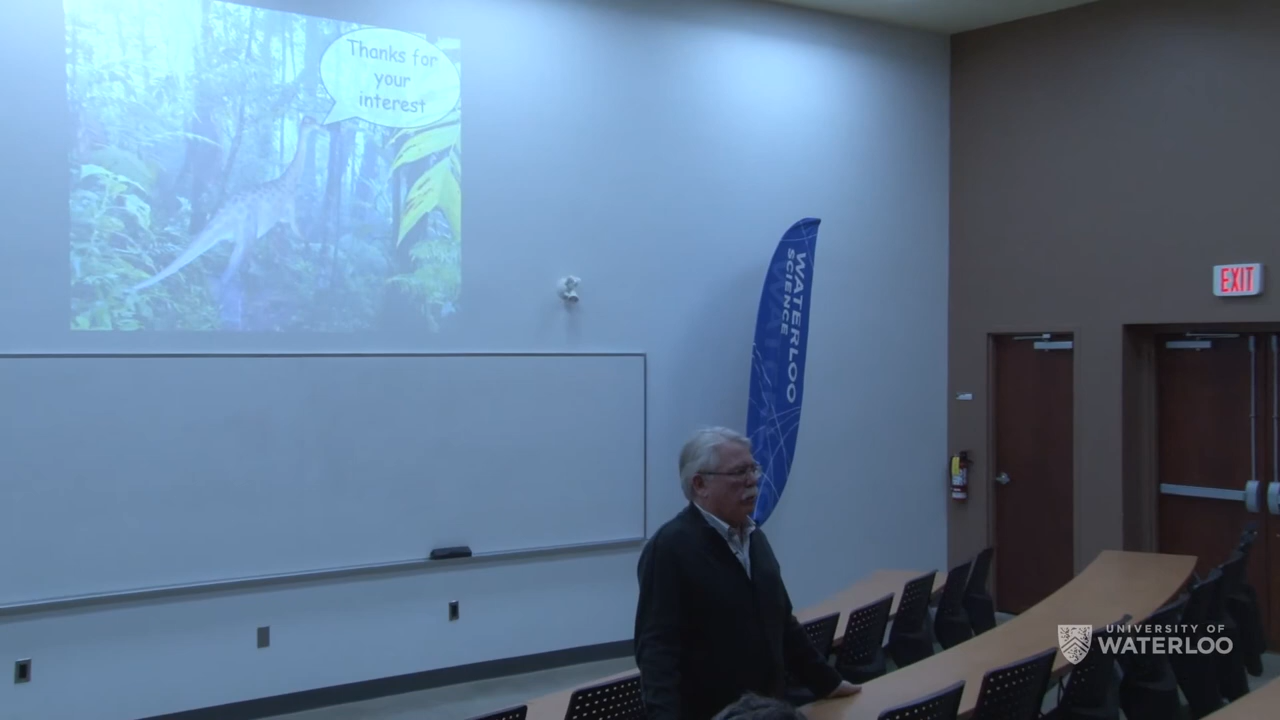 Thanks for
your
interest
WATERLOO
SCIENCE
EXIT
UNIVERSITY OF
WATERLOO